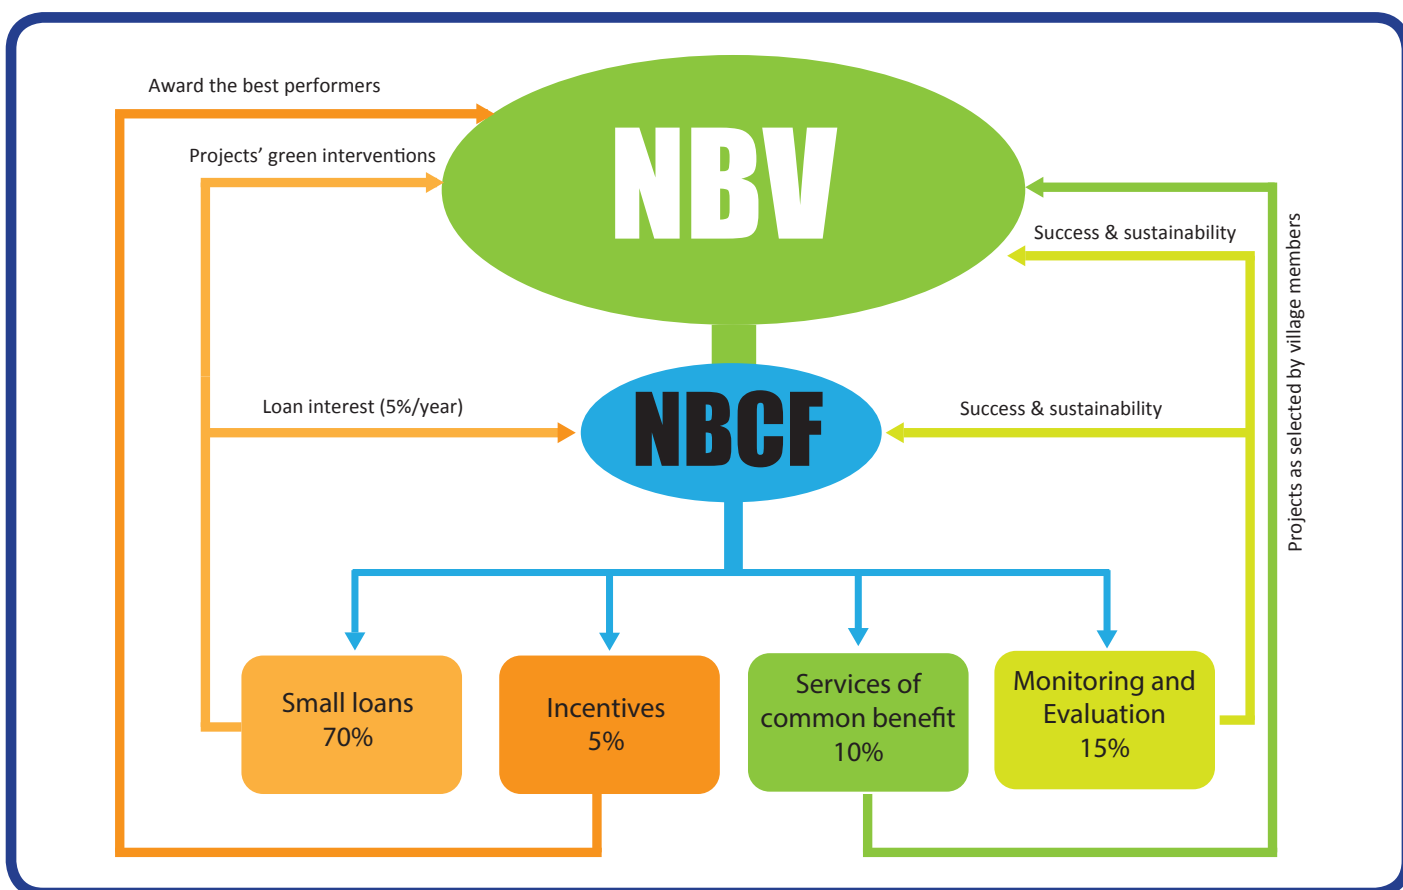 Award the best performers
NBV
Projects’ green interventions
Success & sustainability
Projects as selected by village members
Loan interest (5%/year)
NBCF
Success & sustainability
Small loans
70%
Incentives
5%
Services of
common benefit
10%
Monitoring and
Evaluation
15%